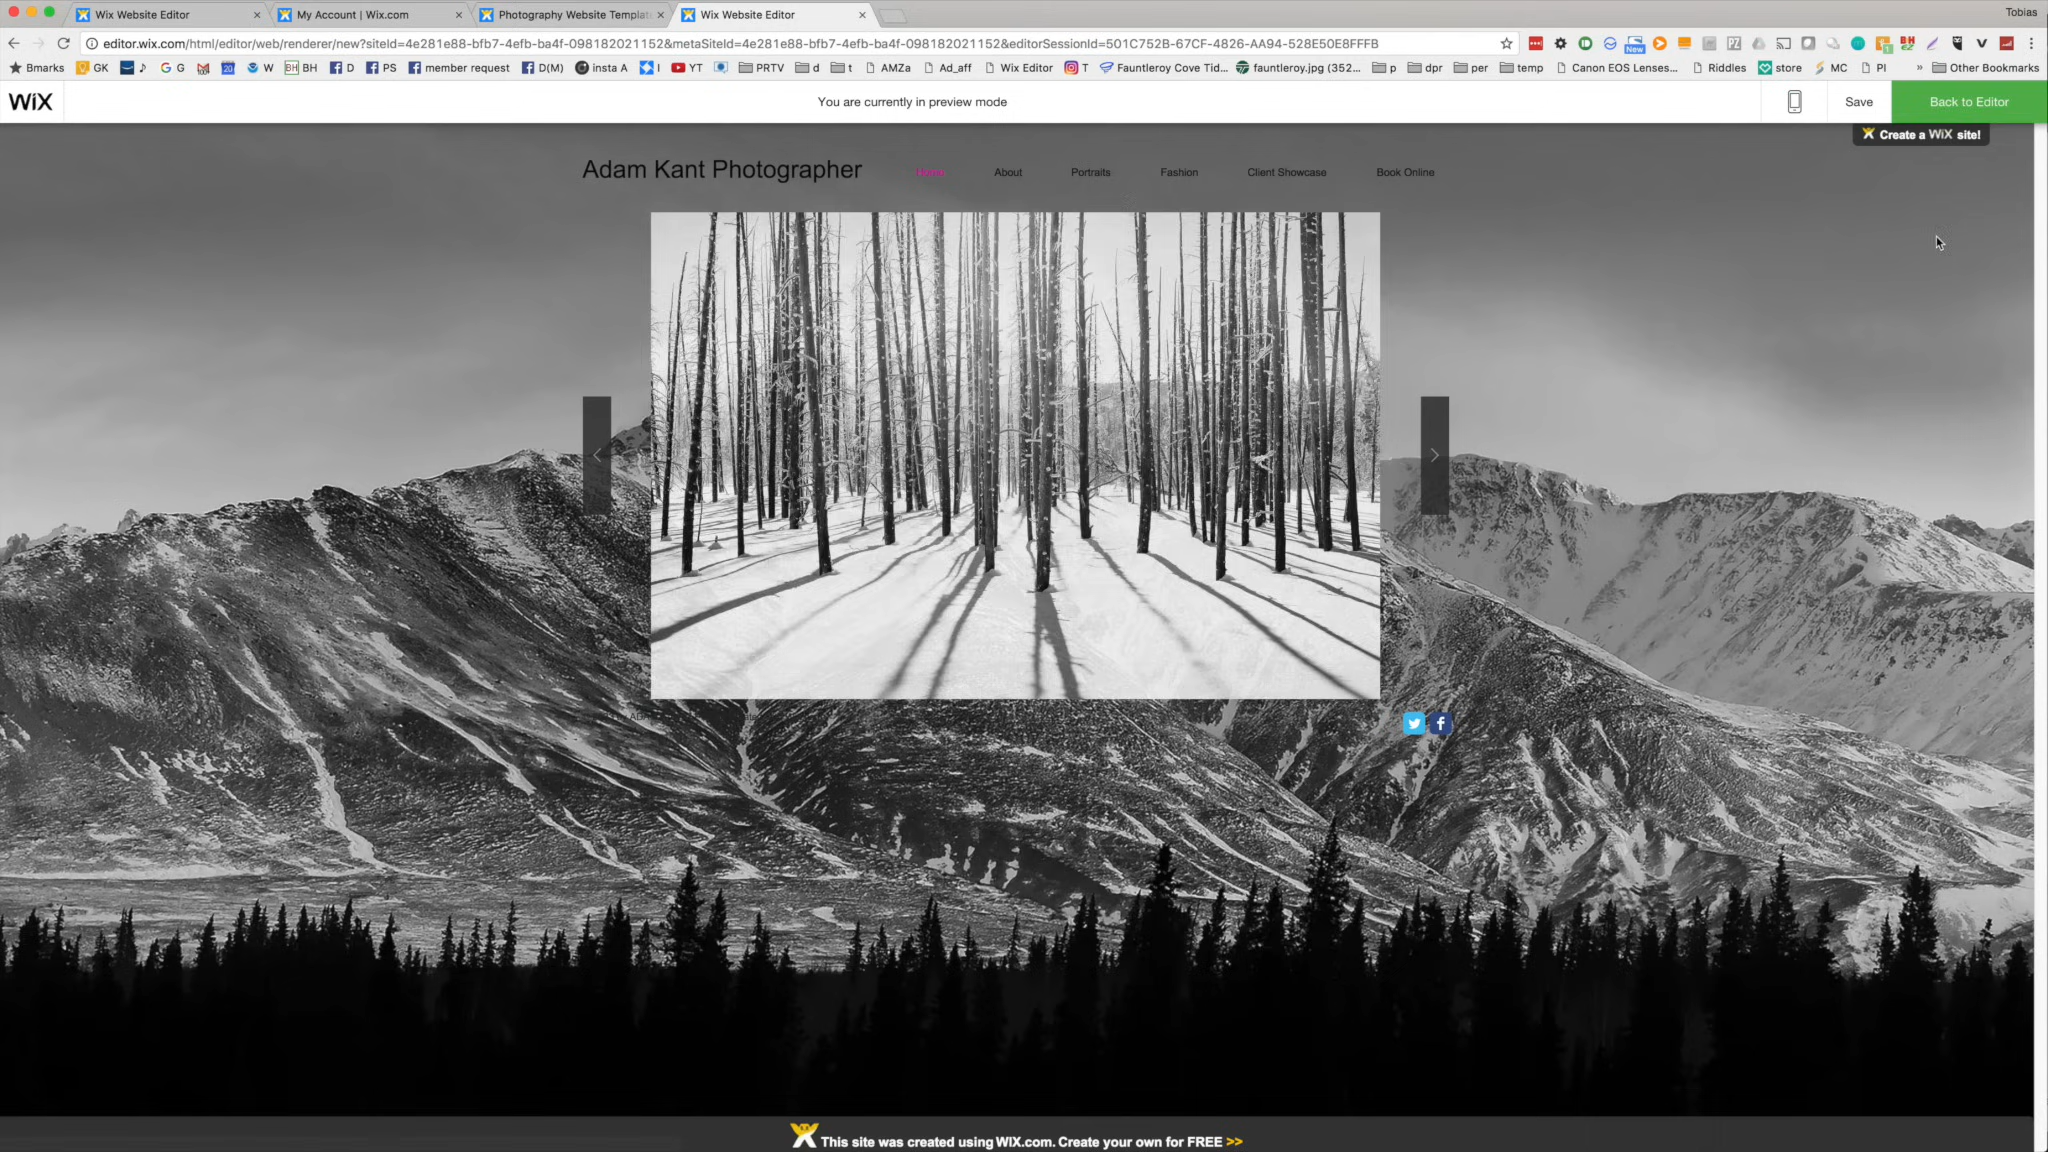 Wix Website Editor
My Account | Wix.com
Photography Website Templat
Wix Website Editor
Tobias
editor.wix.com/html/editor/web/renderer/new?siteId=4e281e88-bfb7-4efb-ba4f-098182021152&metaSiteId=4e281e88-bfb7-4efb-ba4f-098182021152&editorSessionId=501C752B-67CF-4826-AA94-528E50E8FFFB
New
Bmarks GK G W BH BH D PS member request D(M) insta A I YT PRTV d t AMZa Ad_aff Wix Editor T Fauntleroy Cove Tid... fauntleroy.jpg (352... p dpr per temp Canon EOS Lenses... Riddles store MC PI » Other Bookmarks
WiX
You are currently in preview mode
Save
Back to Editor
Create a WiX site!
Adam Kant Photographer
Home About Portraits Fashion Client Showcase Book Online
This site was created using WIX.com. Create your own for FREE >>